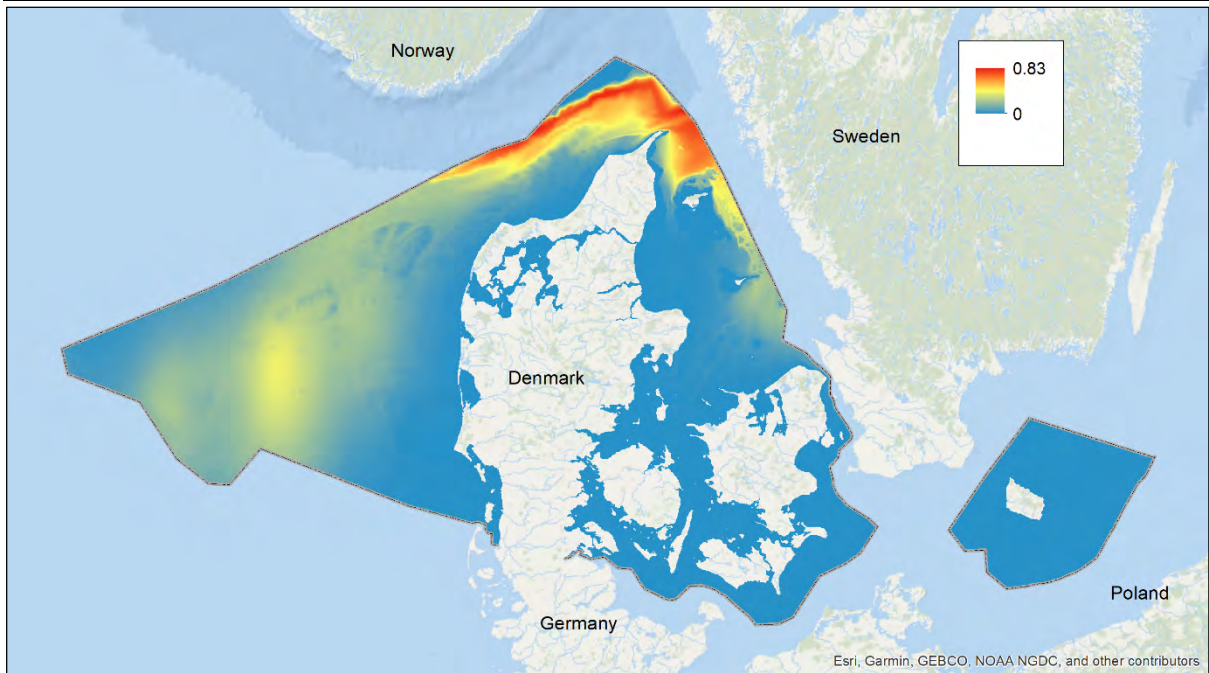 Norway
0.83
0
Sweden
Denmark
Germany
Poland
Esri, Garmin, GEBCO, NOAA NGDC, and other contributors